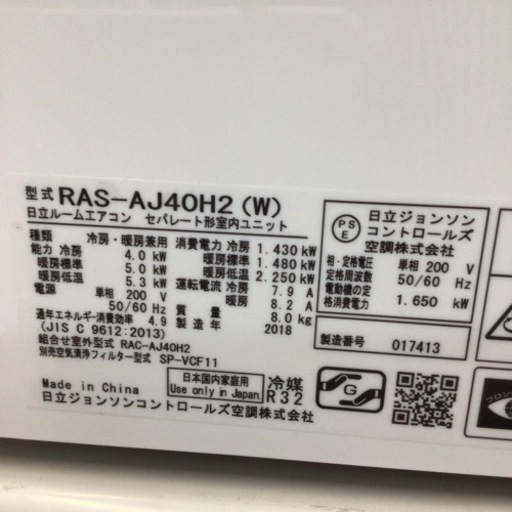 型式 RAS-AJ40H2(W)
日立ルームエアコン セパレート形室内ユニット
種類 冷房・暖房兼用
能力 冷房 4.0 kW
暖房標準 5.0 kW
暖房低温 5.3 kW
電源 単相 200 V
50/60 Hz
消費電力 冷房 1.430 kW
暖房標準 1.480 kW
暖房低温 2.250 kW
運転電流 冷房 7.9 A
暖房 8.2 A
8.0 kg
通年エネルギー消費効率 4.9 製造年 2018
(JIS C 9612:2013)
組合せ室外型式 RAC-AJ40H2
別売空気清浄フィルター型式 SP-VCF11
Made in China
日本国内家庭用
Use only in Japan.
冷媒
R32
日立ジョンソンコントロールズ空調株式会社
PS
E
日立ジョンソン
コントロールズ
空調株式会社
相・定格電圧 単相 200 V
定格周波数 50/60 Hz
電動機の定
格消費電力 1.650 kW
製造番号 017413
G
フロン